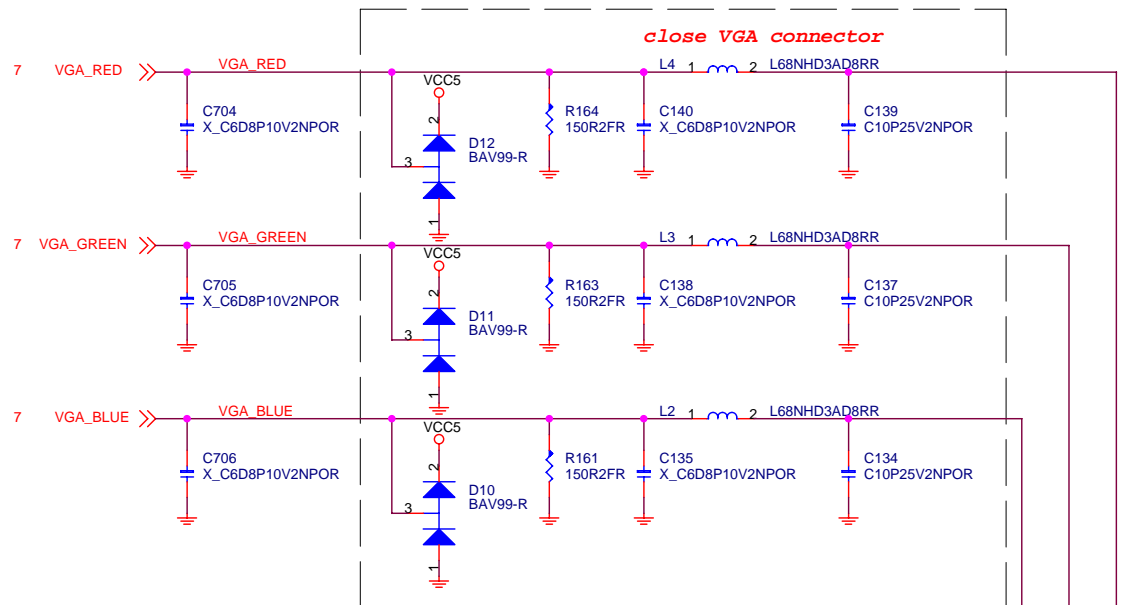 close VGA connector
7 VGA_RED VGA_RED L4 1 2 L68NHD3AD8RR
VCC5
C704
X_C6D8P10V2NPOR
2
D12
BAV99-R
3
1
R164
150R2FR
C140
X_C6D8P10V2NPOR
C139
C10P25V2NPOR
7 VGA_GREEN VGA_GREEN L3 1 2 L68NHD3AD8RR
VCC5
C705
X_C6D8P10V2NPOR
2
D11
BAV99-R
3
1
R163
150R2FR
C138
X_C6D8P10V2NPOR
C137
C10P25V2NPOR
7 VGA_BLUE VGA_BLUE L2 1 2 L68NHD3AD8RR
VCC5
C706
X_C6D8P10V2NPOR
2
D10
BAV99-R
3
1
R161
150R2FR
C135
X_C6D8P10V2NPOR
C134
C10P25V2NPOR